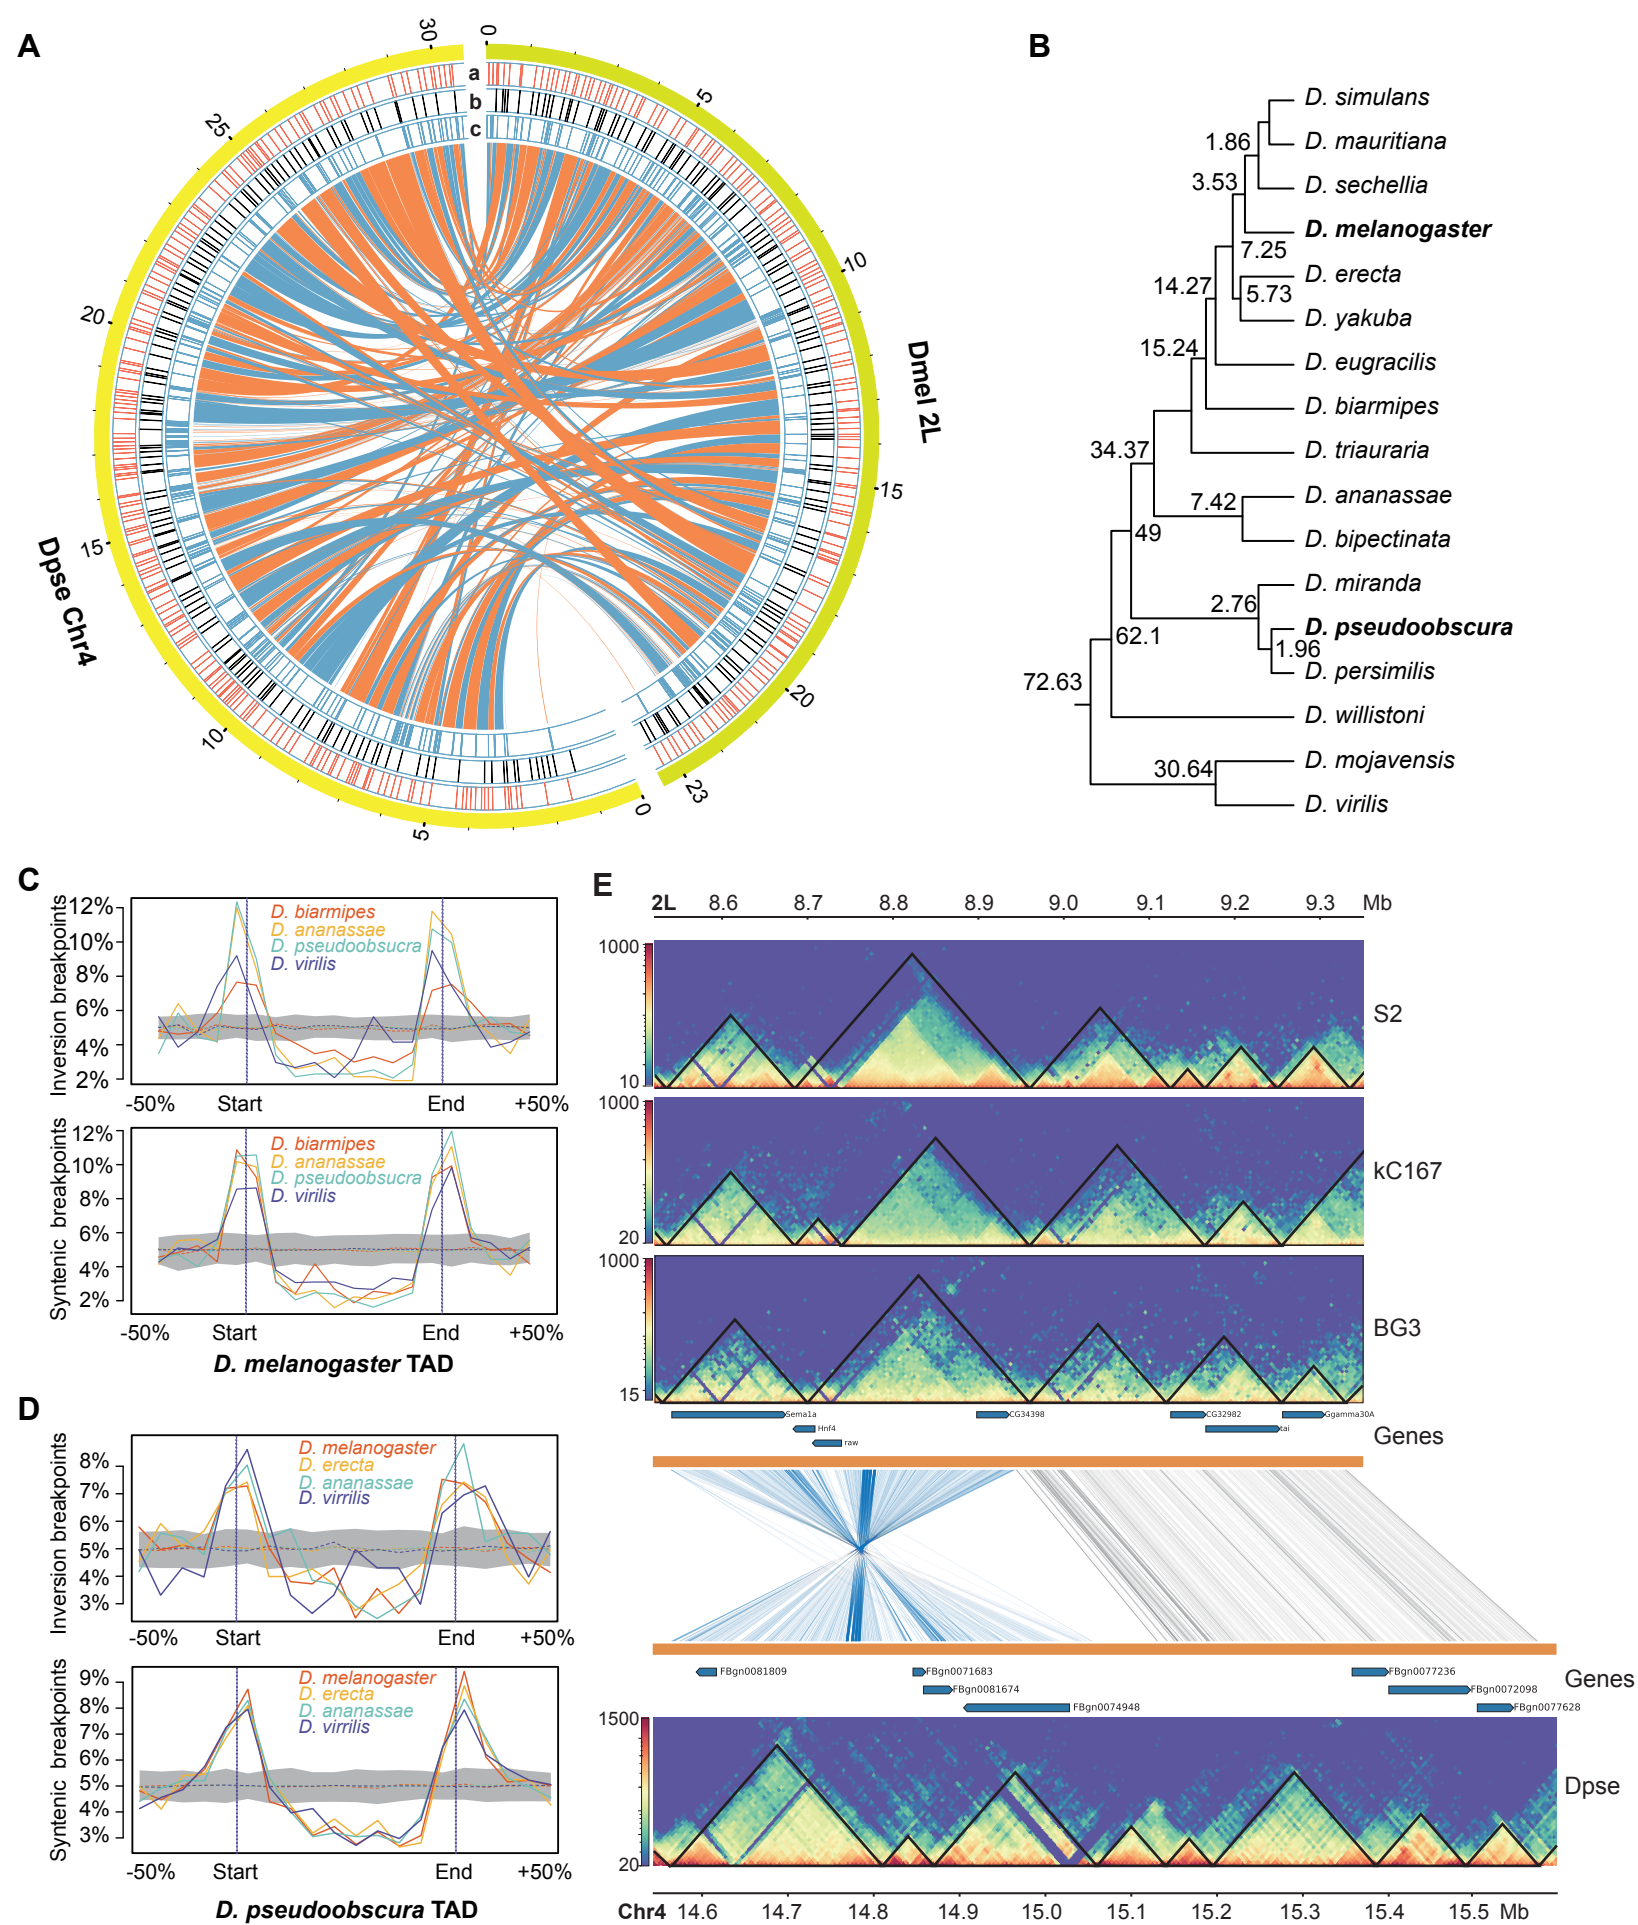 A
0
5
10
15
20
23
0
5
10
15
20
25
30
a
b
c
Dmel 2L
Dpse Chr4
B
D. simulans
D. mauritiana
D. sechellia
D. melanogaster
D. erecta
D. yakuba
D. eugracilis
D. biarmipes
D. triauraria
D. ananassae
D. bipectinata
D. miranda
D. pseudoobscura
D. persimilis
D. willistoni
D. mojavensis
D. virilis
1.86
3.53
7.25
14.27
5.73
15.24
34.37
7.42
49
2.76
1.96
62.1
72.63
30.64
C
Inversion breakpoints
12%
10%
8%
6%
4%
2%
D. biarmipes
D. ananassae
D. pseudoobsucra
D. virilis
-50% Start End +50%
Syntenic breakpoints
12%
10%
8%
6%
4%
2%
D. biarmipes
D. ananassae
D. pseudoobscura
D. virilis
-50% Start End +50%
D. melanogaster TAD
D
Inversion breakpoints
8%
7%
6%
5%
4%
3%
D. melanogaster
D. erecta
D. ananassae
D. virrilis
-50% Start End +50%
Syntenic breakpoints
9%
8%
7%
6%
5%
4%
3%
D. melanogaster
D. erecta
D. ananassae
D. virrilis
-50% Start End +50%
D. pseudoobscura TAD
E
2L 8.6 8.7 8.8 8.9 9.0 9.1 9.2 9.3 Mb
1000
10
S2
1000
20
kC167
1000
15
BG3
Sema1a CG34398 CG32982 Ggamma30A
Hnf4 tai
raw
Genes
FBgn0081809 FBgn0071683 FBgn0077236
FBgn0081674 FBgn0072098
FBgn0074948 FBgn0077628
Genes
1500
20
Dpse
Chr4 14.6 14.7 14.8 14.9 15.0 15.1 15.2 15.3 15.4 15.5 Mb